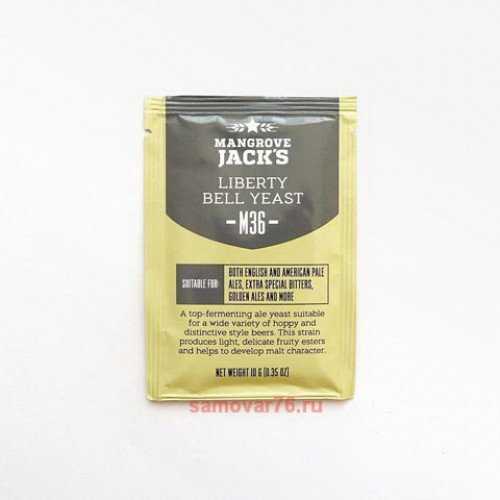 MANGROVE
JACK'S
LIBERTY
BELL YEAST
-M36-
SUITABLE FOR:
BOTH ENGLISH AND AMERICAN PALE
ALES, EXTRA SPECIAL BITTERS,
GOLDEN ALES AND MORE
A top-fermenting ale yeast suitable
for a wide variety of hoppy and
distinctive style beers. This strain
produces light, delicate fruity esters
and helps to develop malt character.
NET WEIGHT 10 G (0.35 OZ)
samovar76.ru